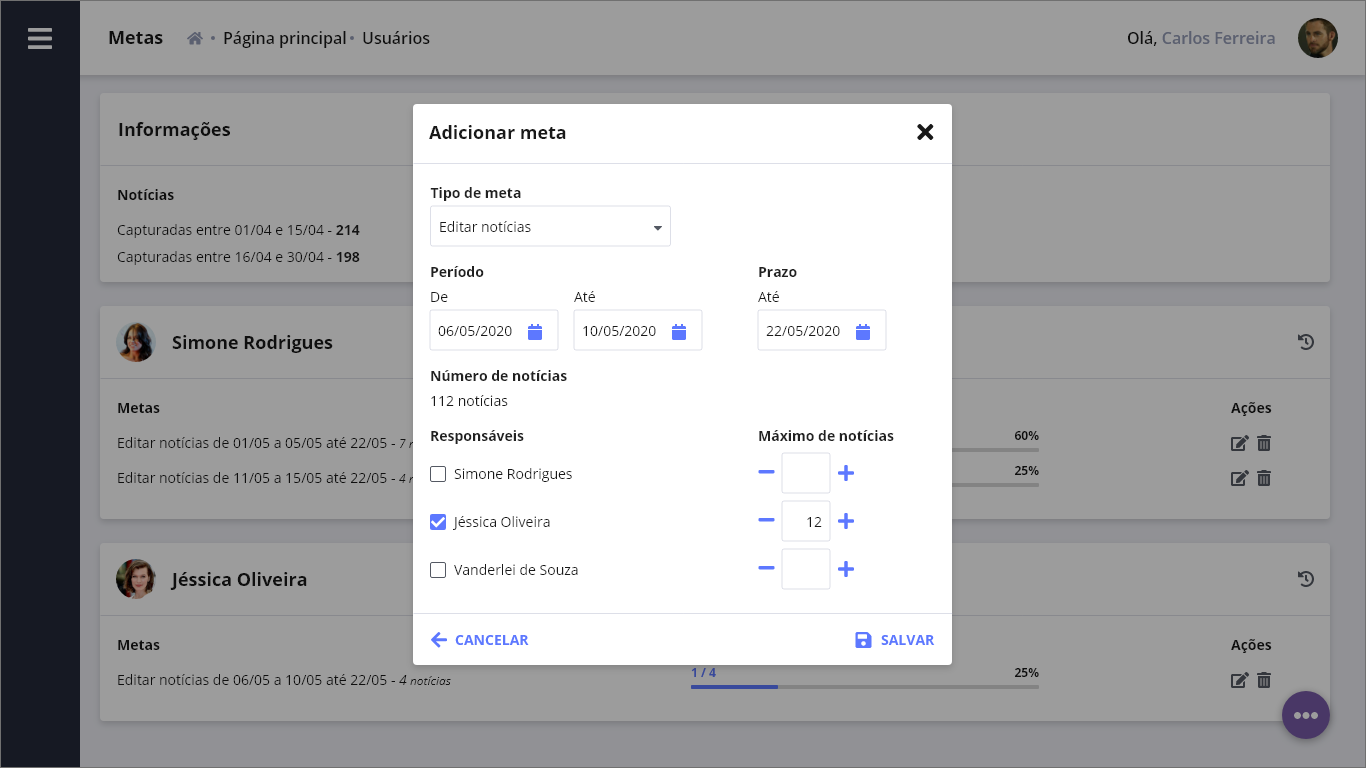 Metas • Página principal • Usuários
Olá, Carlos Ferreira
Informações
Notícias
Capturadas entre 01/04 e 15/04 - 214
Capturadas entre 16/04 e 30/04 - 198
Simone Rodrigues
Metas
Ações
Editar notícias de 01/05 a 05/05 até 22/05 - 7
60%
Editar notícias de 11/05 a 15/05 até 22/05 - 4
25%
Adicionar meta
Tipo de meta
Editar notícias
Período
Prazo
De
Até
Até
06/05/2020
10/05/2020
22/05/2020
Número de notícias
112 notícias
Responsáveis
Máximo de notícias
Simone Rodrigues
Jéssica Oliveira
12
Vanderlei de Souza
CANCELAR
SALVAR
Jéssica Oliveira
Metas
Ações
Editar notícias de 06/05 a 10/05 até 22/05 - 4 notícias
1 / 4
25%